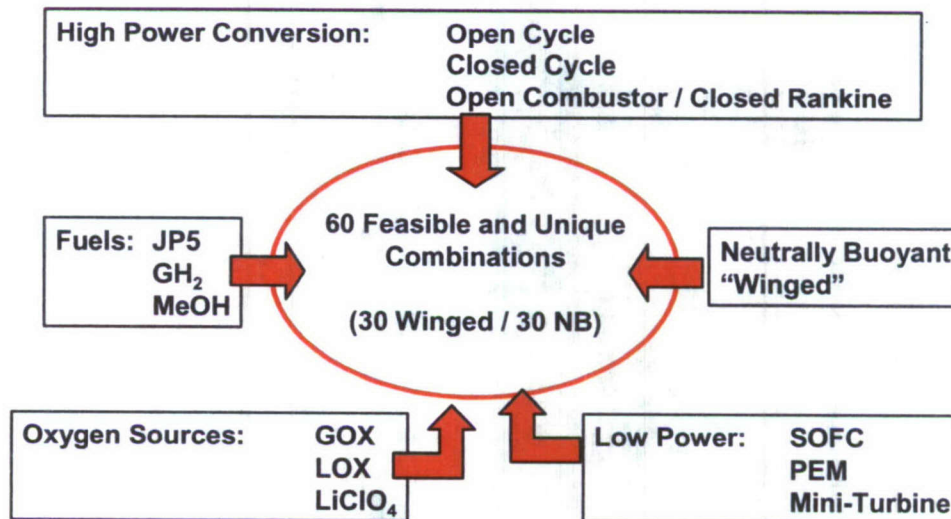 High Power Conversion: Open Cycle
Closed Cycle
Open Combustor / Closed Rankine
60 Feasible and Unique
Combinations
(30 Winged / 30 NB)
Fuels: JP5
GH₂
MeOH
Neutrally Buoyant
“Winged”
Oxygen Sources: GOX
LOX
LiClO₄
Low Power: SOFC
PEM
Mini-Turbine